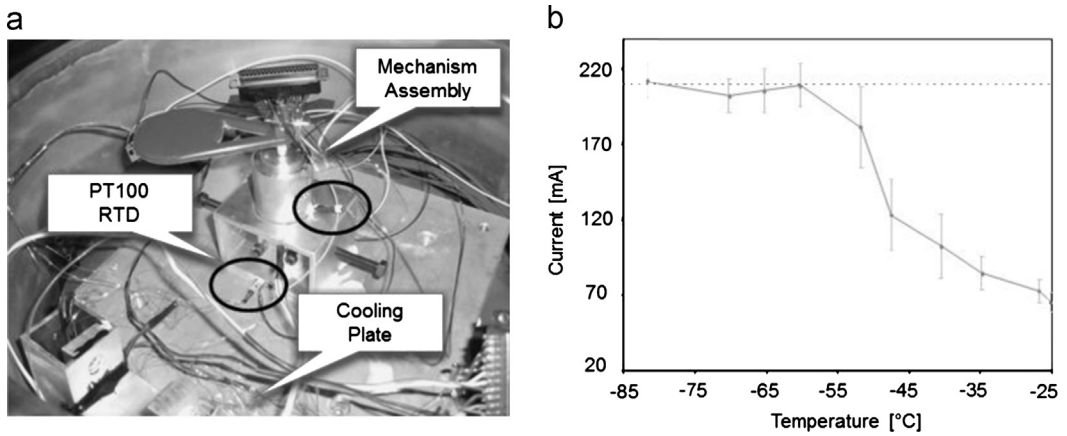 a
Mechanism
Assembly
PT100
RTD
Cooling
Plate
b
Current [mA]
220
170
120
70
20
-85
-75
-65
-55
-45
-35
-25
Temperature [°C]